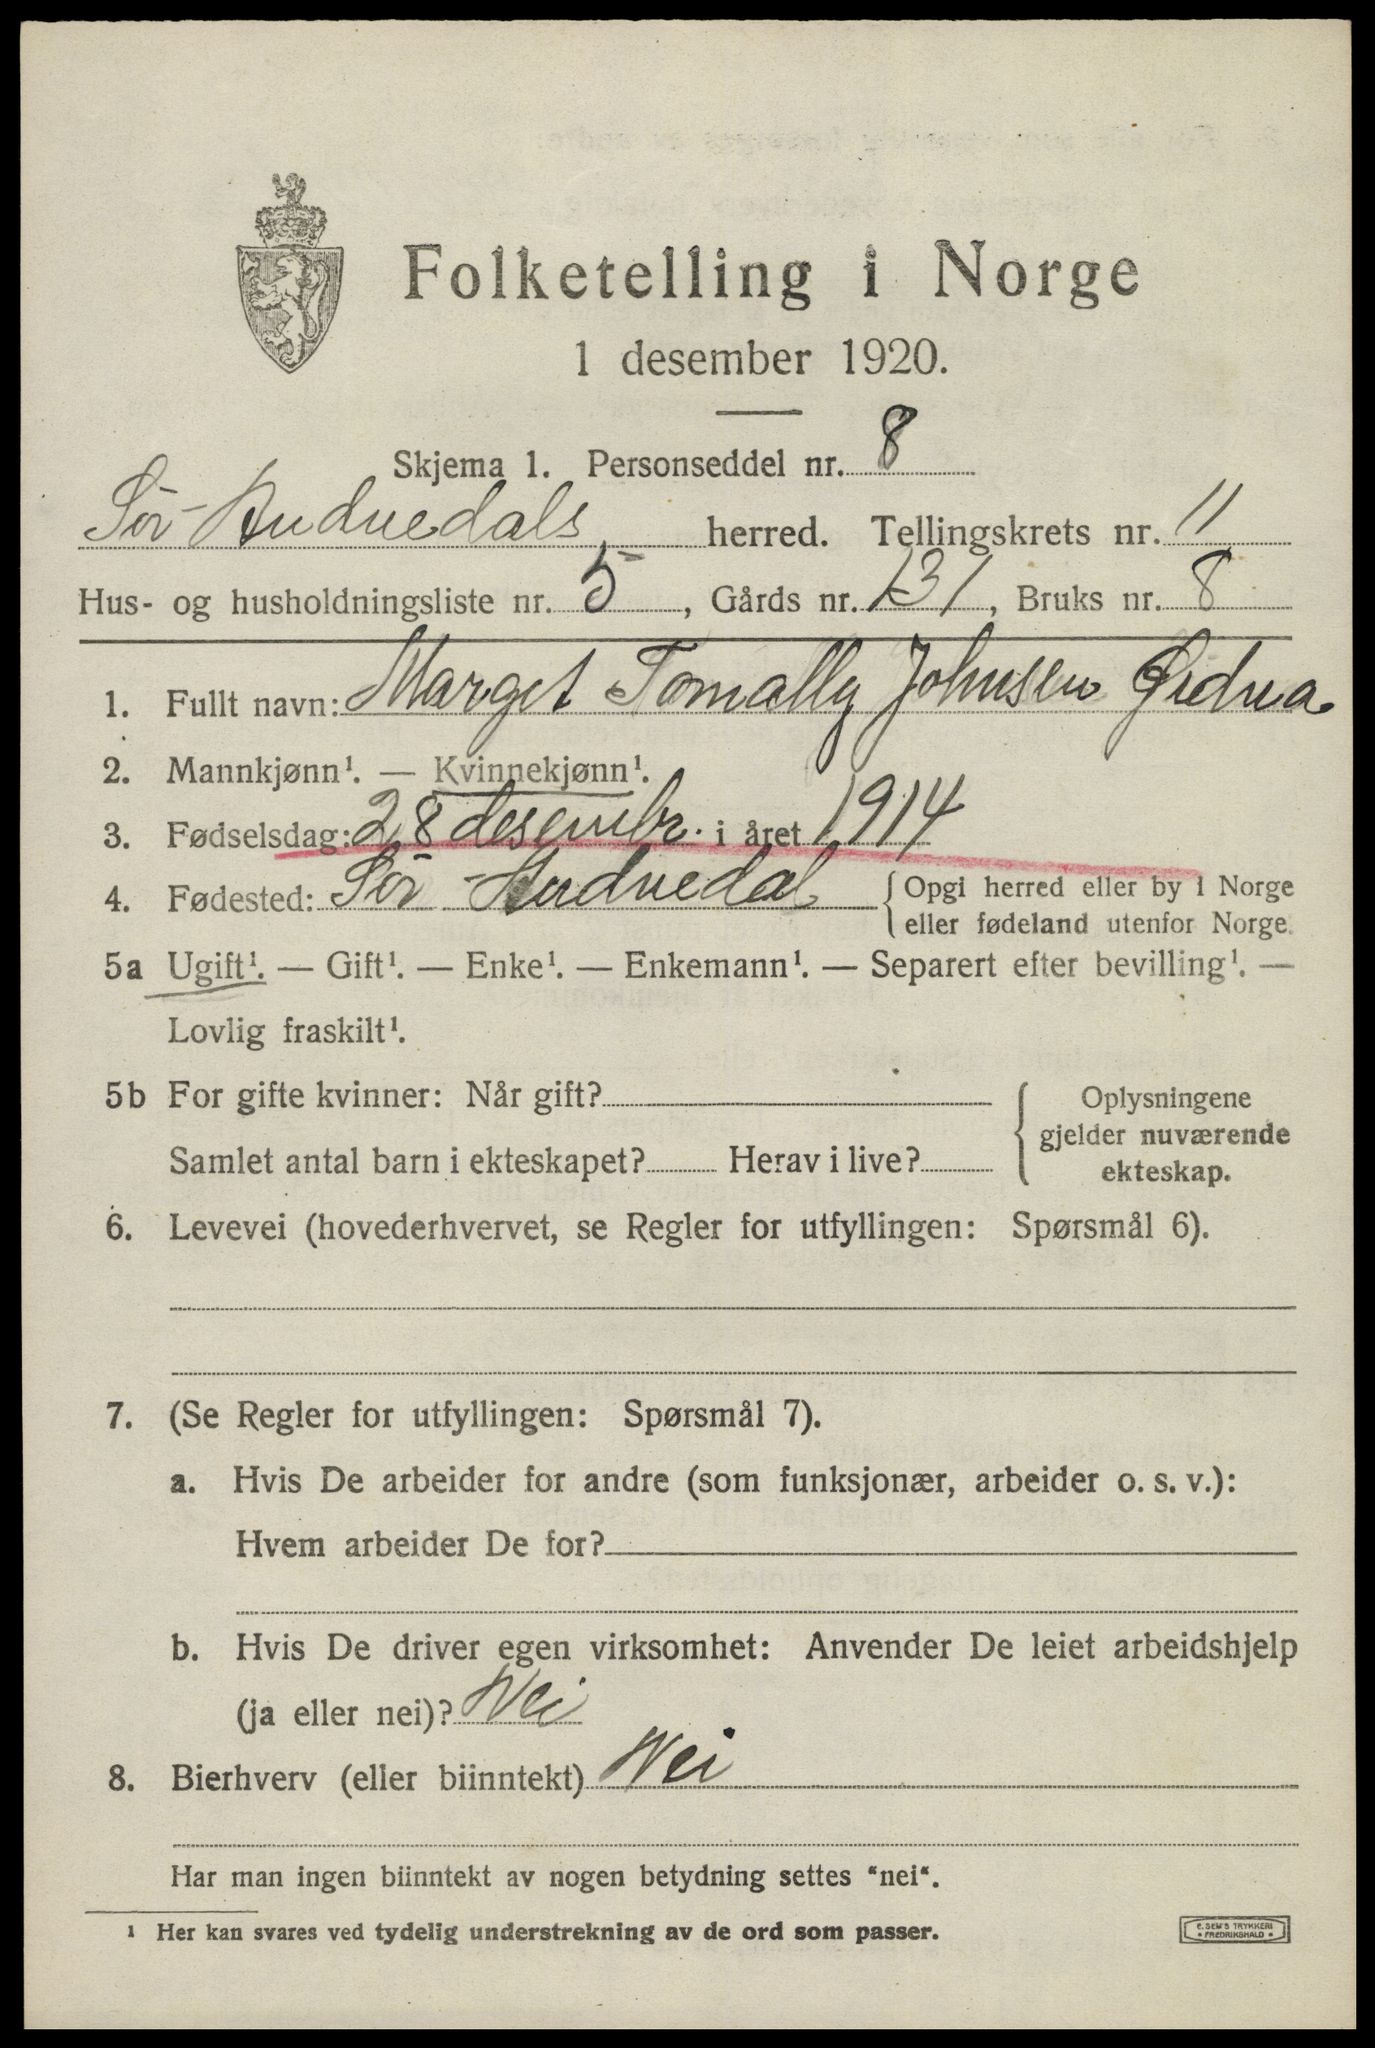 Folketelling i Norge
1 desember 1920.
Skjema 1. Personseddel nr. 8
Sør-Audnedals herred. Tellingskrets nr. 11
Hus- og husholdningsliste nr. 5, Gårds nr. 131, Bruks nr. 8
1. Fullt navn: Marget Tomally Johnsen Øidna
2. Mannkjønn¹. — Kvinnekjønn¹.
3. Fødselsdag: 28 desembr. i året 1914
4. Fødested: Sør-Audnedal {Opgi herred eller by i Norge
eller fødeland utenfor Norge.
5a Ugift¹. — Gift¹. — Enke¹. — Enkemann¹. — Separert efter bevilling¹. —
Lovlig fraskilt¹.
5b For gifte kvinner: Når gift? { Oplysningene
gjelder nuværende
Samlet antal barn i ekteskapet? Herav i live?
ekteskap.
6. Levevei (hovederhvervet, se Regler for utfyllingen: Spørsmål 6).
7. (Se Regler for utfyllingen: Spørsmål 7).
a. Hvis De arbeider for andre (som funksjonær, arbeider o. s. v.):
Hvem arbeider De for?
b. Hvis De driver egen virksomhet: Anvender De leiet arbeidshjelp
(ja eller nei)? Nei
8. Bierhverv (eller biinntekt) Nei
Har man ingen biinntekt av nogen betydning settes “nei“.
¹ Her kan svares ved tydelig understrekning av de ord som passer.
E. SEM'S TRYKKERI
• FREDRIKSHALD •